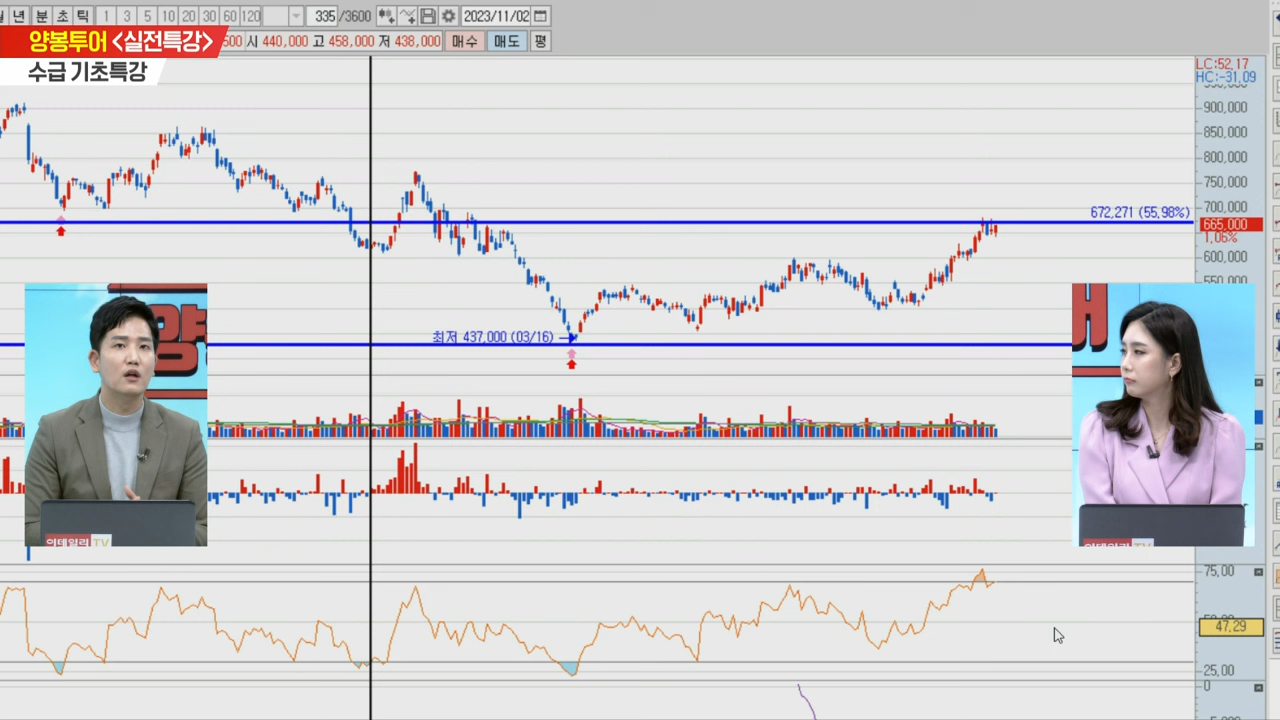 년 분 초 틱 1 3 5 10 20 30 60 120 335 /3600 2023/11/02
양봉투어 <실전특강>
500 시 440,000 고 458,000 저 438,000 매수 매도 평
수급 기초특강
LC:52,17
HC:-31,09
900,000
850,000
800,000
750,000
700,000
672,271 (55,98%)
665,000
1,06%
600,000
550,000
최저 437,000 (03/16)
이데일리 TV
이데일리 TV
75,00
47,29
25,00
0